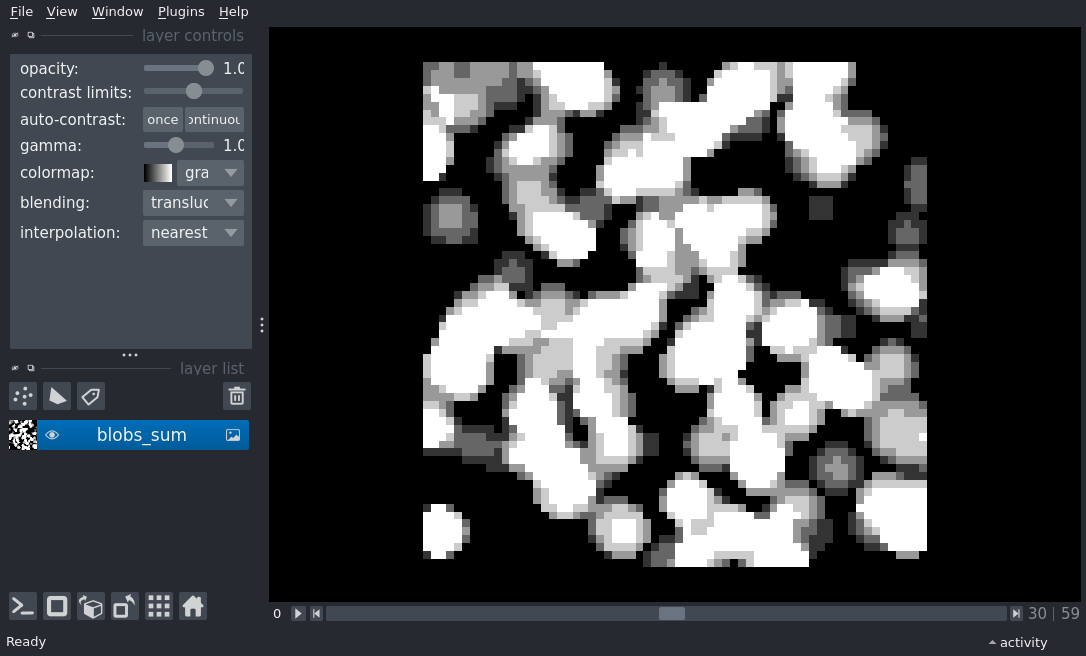 File View Window Plugins Help
layer controls
opacity: 1.0
contrast limits:
auto-contrast: once ontinuou
gamma: 1.0
colormap: gra
blending: transluc
interpolation: nearest
layer list
blobs_sum
0 30 | 59
Ready activity